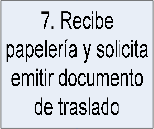 7. Recibe
papelería y solicita
emitir documento
de traslado